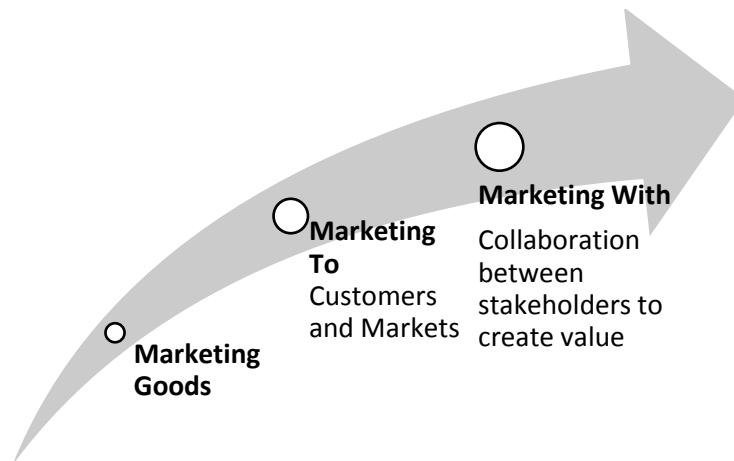 Marketing
Goods
Marketing
To
Customers
and Markets
Marketing With
Collaboration
between
stakeholders to
create value